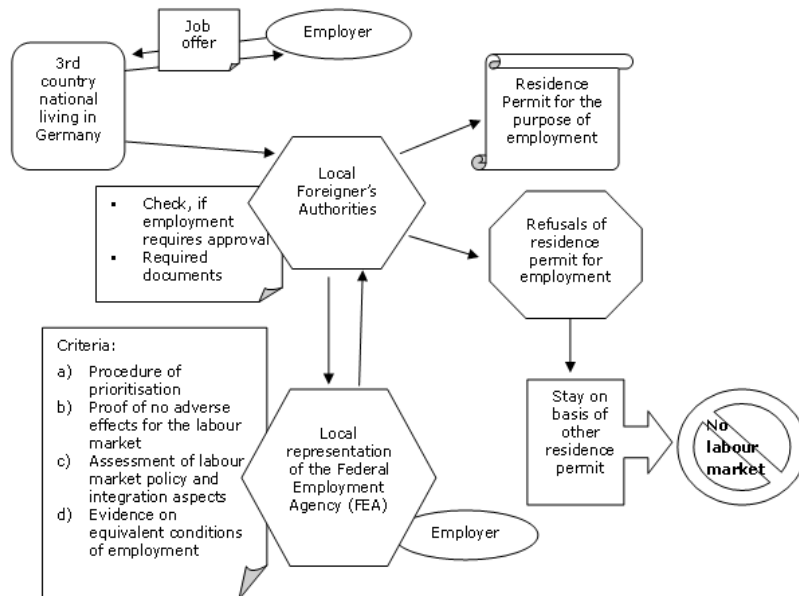 Job
offer
Employer
3rd
country
national
living in
Germany
Residence
Permit for the
purpose of
employment
Local
Foreigner's
Authorities
▪ Check, if
employment
requires approval
▪ Required
documents
Refusals of
residence
permit for
employment
Criteria:
a) Procedure of
prioritisation
b) Proof of no adverse
effects for the labour
market
c) Assessment of labour
market policy and
integration aspects
d) Evidence on
equivalent conditions
of employment
Local
representation
of the Federal
Employment
Agency (FEA)
Employer
Stay on
basis of
other
residence
permit
No
labour
market